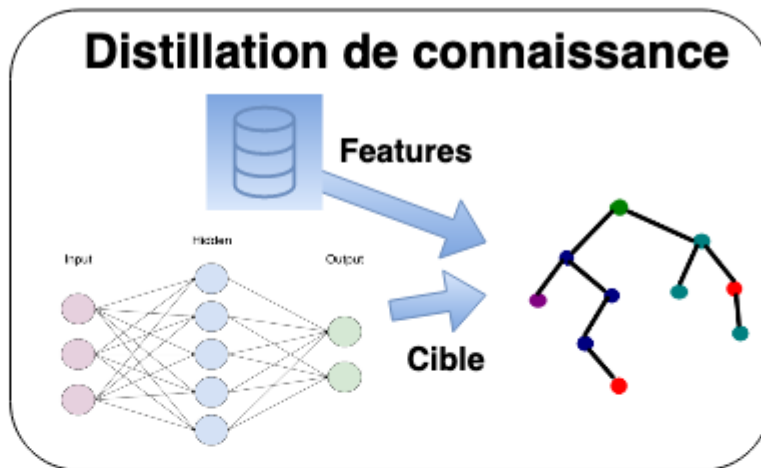 Distillation de connaissance
Features
Hidden
Input
Output
Cible